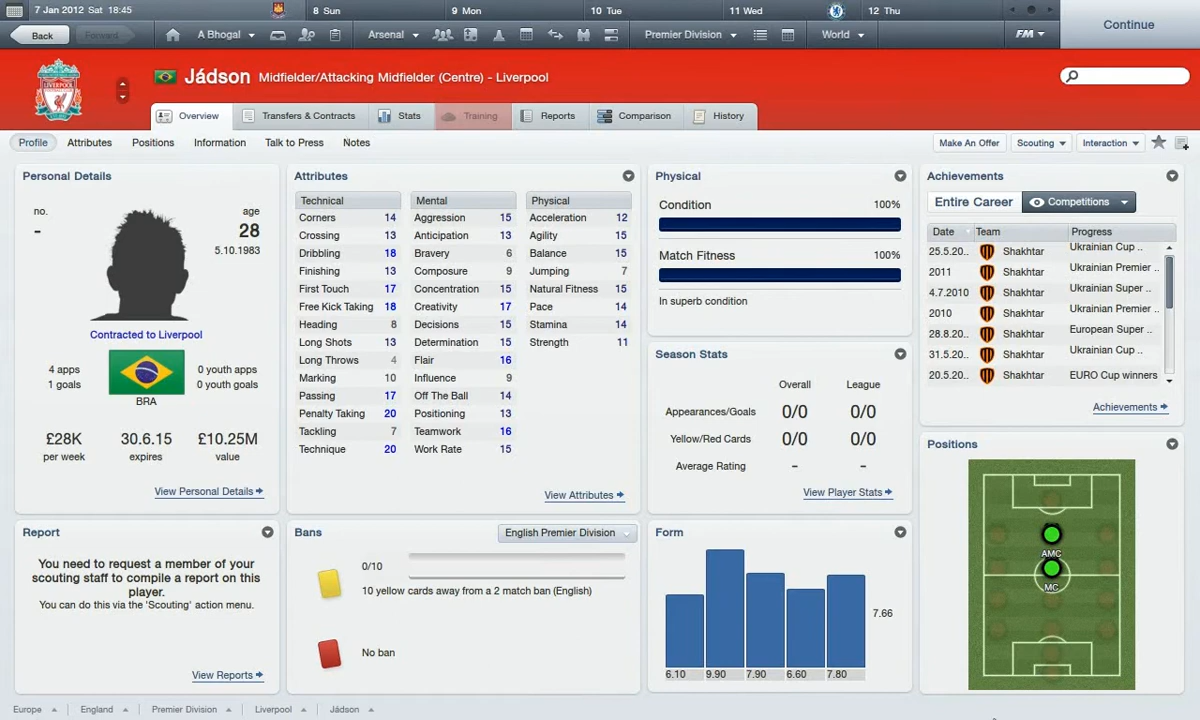 7 Jan 2012 Sat 18:45
8 Sun
9 Mon
10 Tue
11 Wed
12 Thu
Continue
Back
Forward
A Bhogal
Arsenal
Premier Division
World
FM
Jádson Midfielder/Attacking Midfielder (Centre) - Liverpool
Overview
Transfers & Contracts
Stats
Training
Reports
Comparison
History
Profile
Attributes
Positions
Information
Talk to Press
Notes
Make An Offer
Scouting
Interaction
Personal Details
no.
-
age
28
5.10.1983
Contracted to Liverpool
4 apps
1 goals
BRA
0 youth apps
0 youth goals
£28K
per week
30.6.15
expires
£10.25M
value
View Personal Details
Attributes
Technical
Corners 14
Crossing 13
Dribbling 18
Finishing 13
First Touch 17
Free Kick Taking 18
Heading 8
Long Shots 13
Long Throws 4
Marking 10
Passing 17
Penalty Taking 20
Tackling 7
Technique 20
Mental
Aggression 15
Anticipation 13
Bravery 6
Composure 9
Concentration 15
Creativity 17
Decisions 15
Determination 15
Flair 16
Influence 9
Off The Ball 14
Positioning 13
Teamwork 16
Work Rate 15
Physical
Acceleration 12
Agility 15
Balance 15
Jumping 7
Natural Fitness 15
Pace 14
Stamina 14
Strength 11
View Attributes
Physical
Condition 100%
Match Fitness 100%
In superb condition
Season Stats
Overall League
Appearances/Goals 0/0 0/0
Yellow/Red Cards 0/0 0/0
Average Rating - -
View Player Stats
Achievements
Entire Career
Competitions
Date Team Progress
25.5.20.. Shakhtar Ukrainian Cup ..
2011 Shakhtar Ukrainian Premier ..
4.7.2010 Shakhtar Ukrainian Super ..
2010 Shakhtar Ukrainian Premier ..
28.8.20.. Shakhtar European Super ..
31.5.20.. Shakhtar Ukrainian Cup ..
20.5.20.. Shakhtar EURO Cup winners
Achievements
Report
You need to request a member of your
scouting staff to compile a report on this
player.
You can do this via the 'Scouting' action menu.
View Reports
Bans
English Premier Division
0/10
10 yellow cards away from a 2 match ban (English)
No ban
Form
7.66
6.10 9.90 7.90 6.60 7.80
Positions
AMC
MC
Europe
England
Premier Division
Liverpool
Jádson